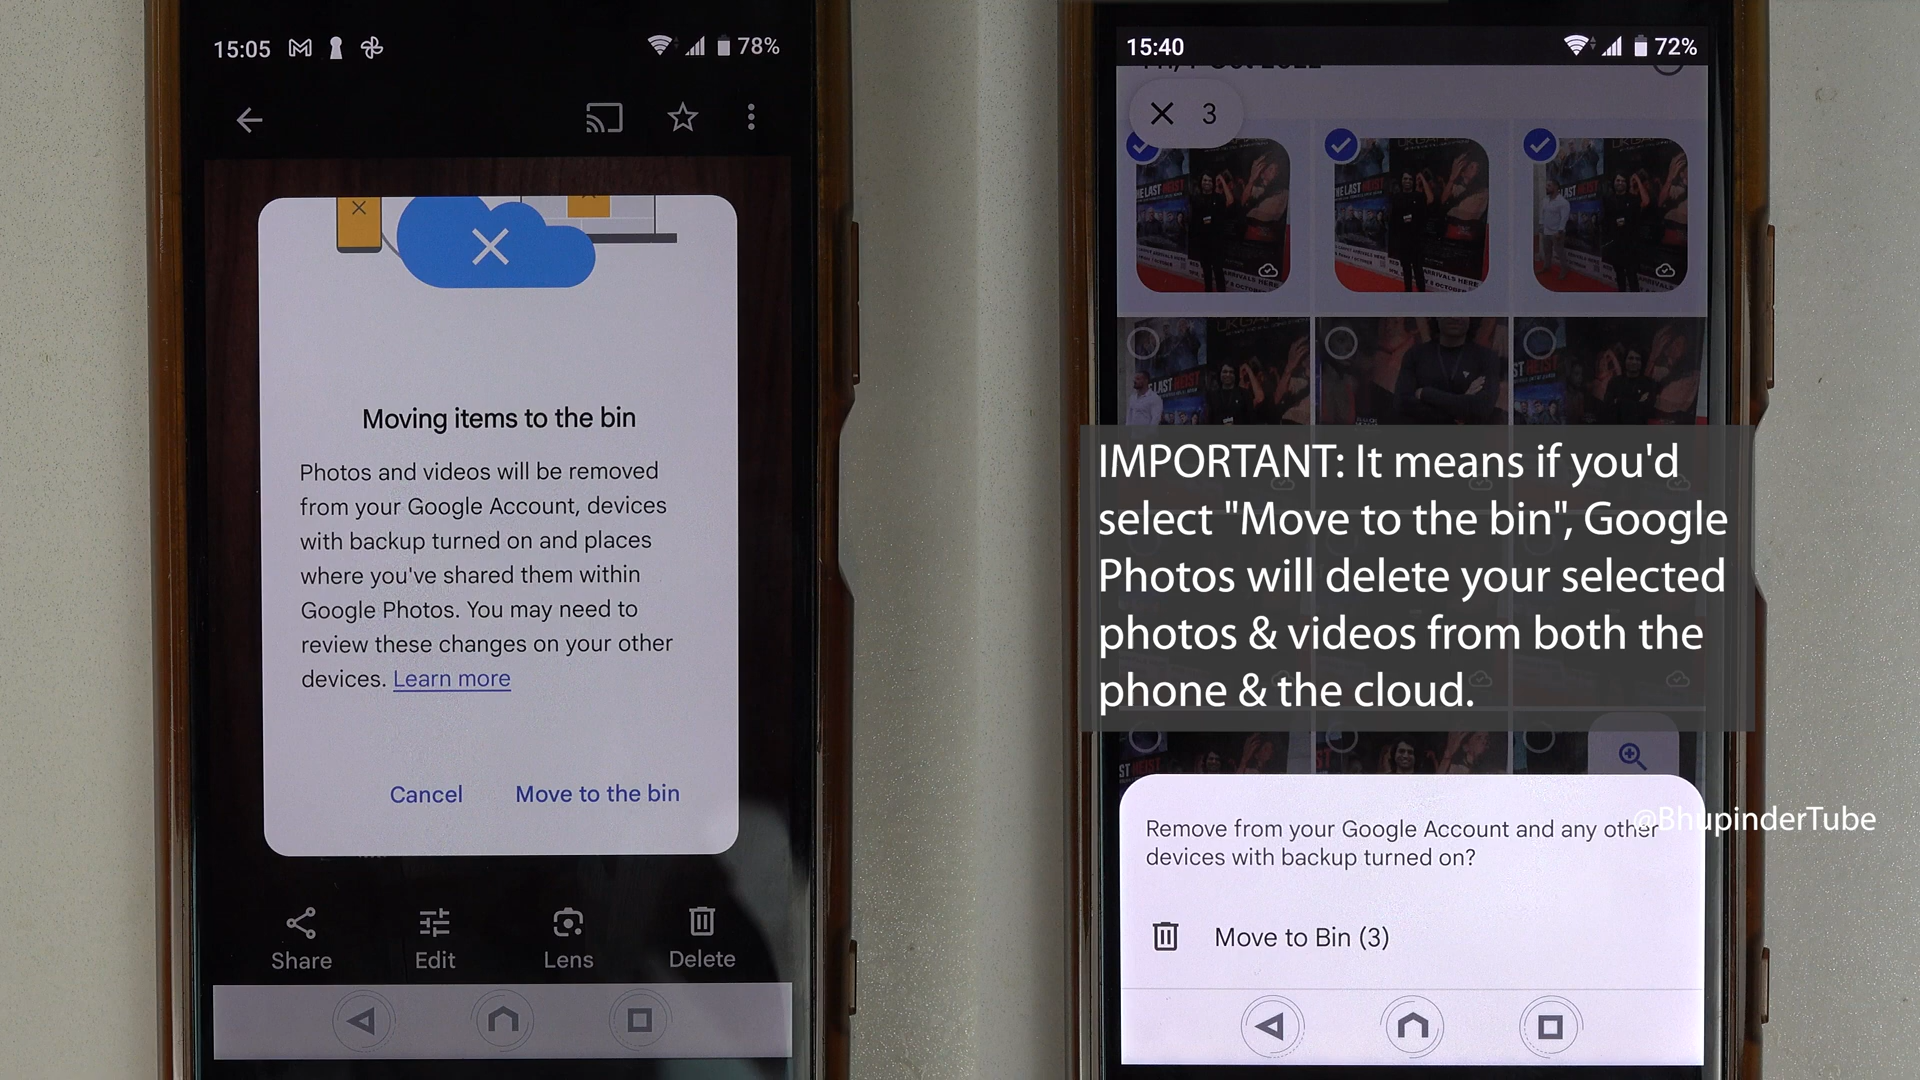 15:05
78%
Moving items to the bin
Photos and videos will be removed
from your Google Account, devices
with backup turned on and places
where you've shared them within
Google Photos. You may need to
review these changes on your other
devices. Learn more
Cancel
Move to the bin
Share
Edit
Lens
Delete
15:40
72%
3
THE LAST HEIST
ARRIVALS HERE
IMPORTANT: It means if you'd
select "Move to the bin", Google
Photos will delete your selected
photos & videos from both the
phone & the cloud.
@BhupinderTube
Remove from your Google Account and any other
devices with backup turned on?
Move to Bin (3)